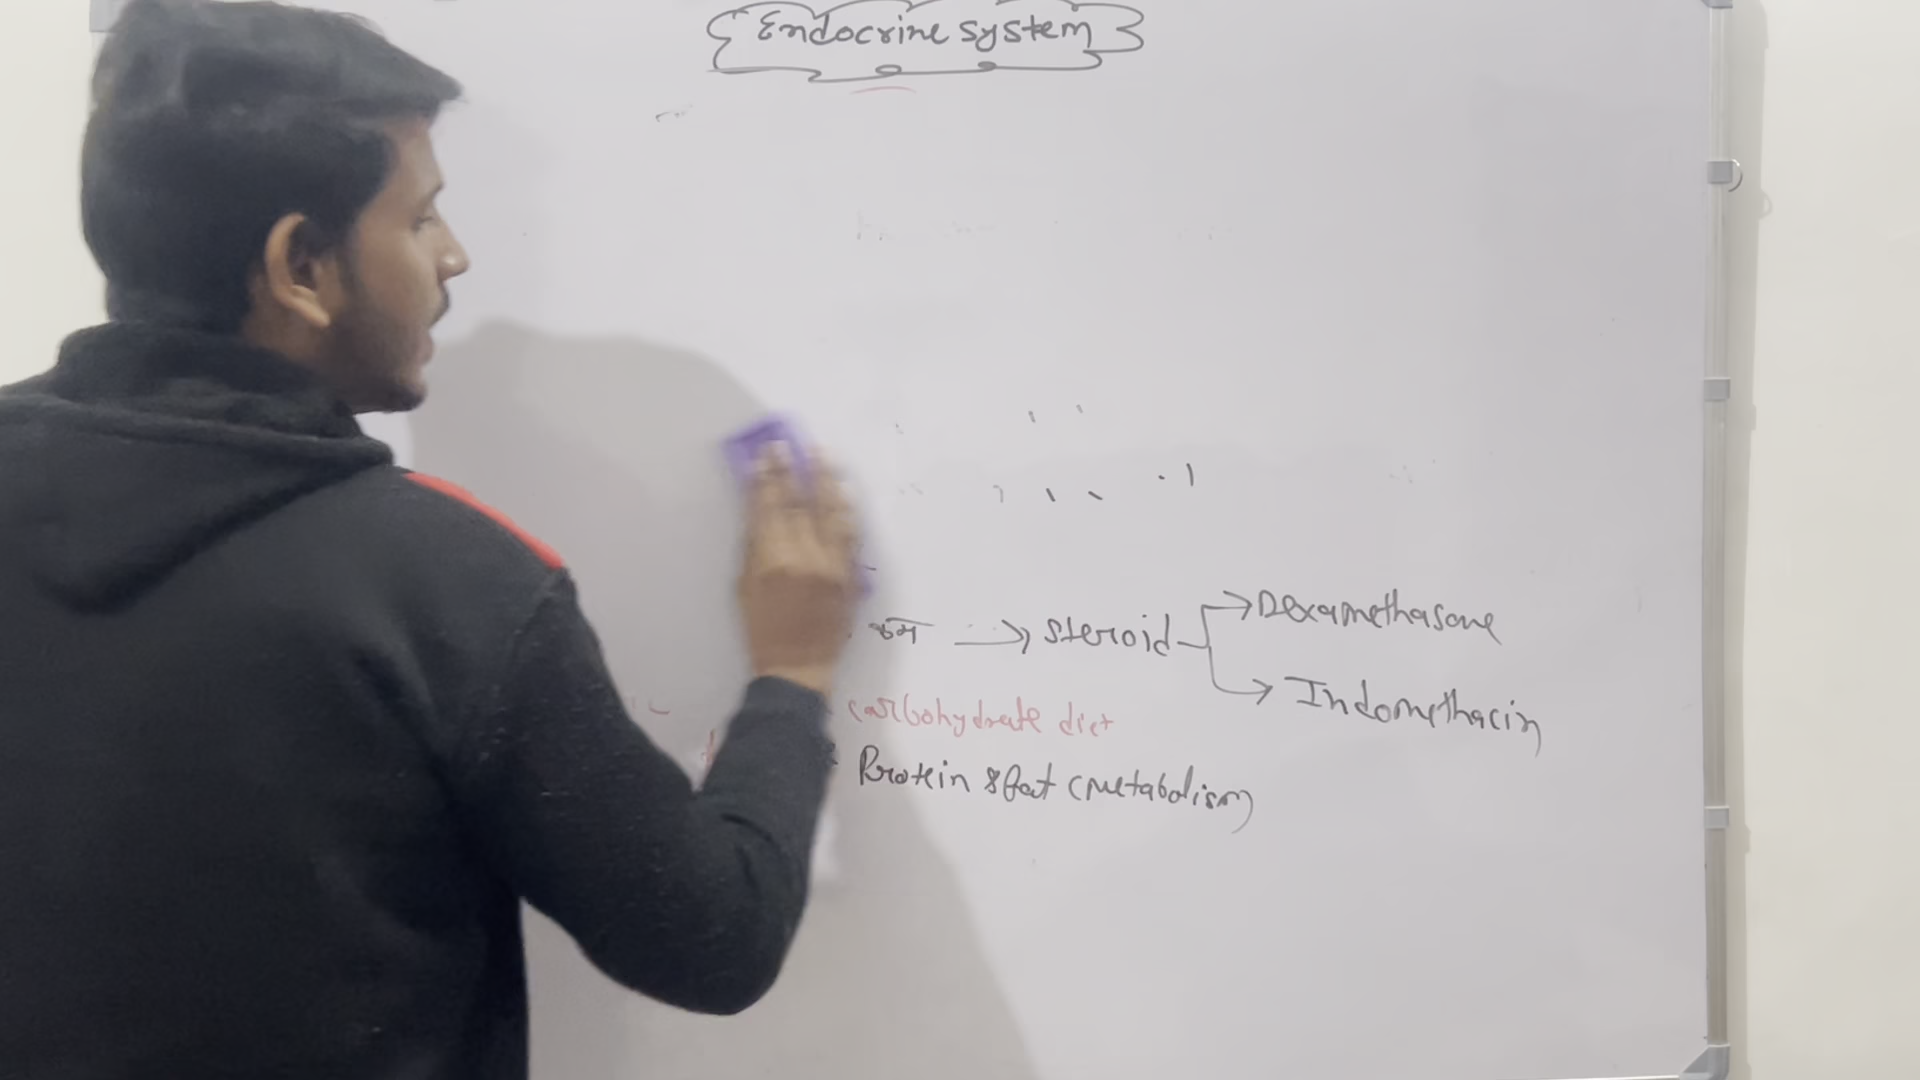 Endocrine system
कम → steroid → Dexamethasone
→ Indomethacin
carbohydrate diet
Protein & fat (metabolism)